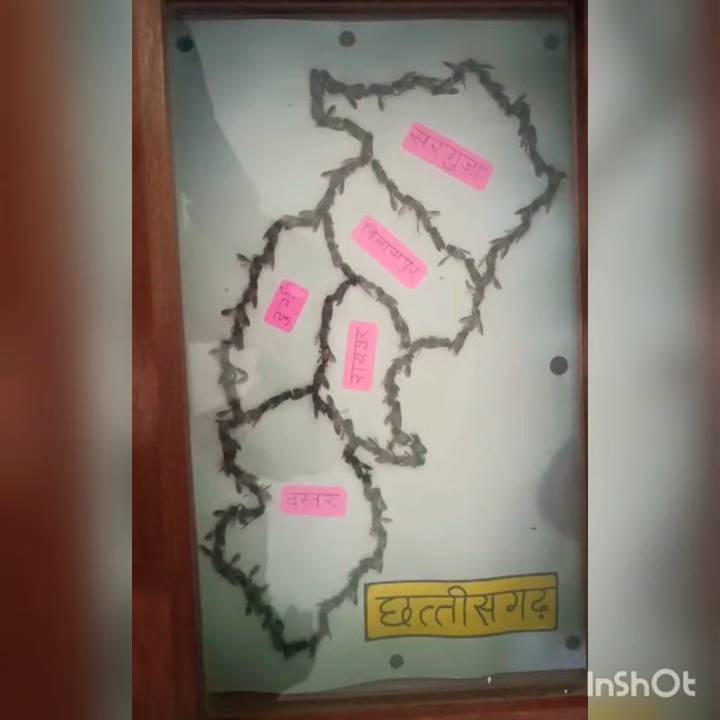 सरगुजा
बिलासपुर
दुर्ग
रायपुर
बस्तर
छत्तीसगढ़
InShOt